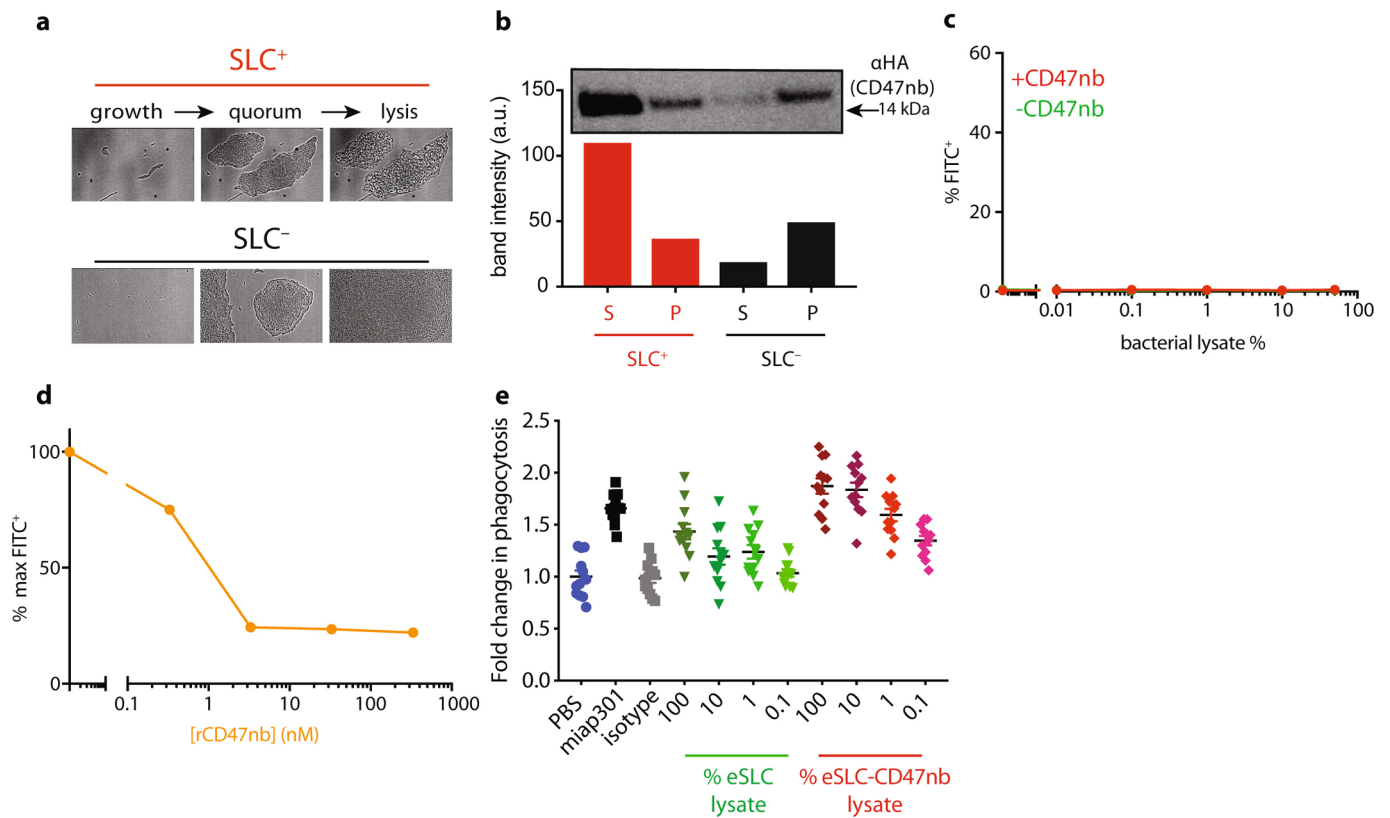 a
SLC⁺
growth
quorum
lysis
SLC⁻
b
αHA
(CD47nb)
14 kDa
band intensity (a.u.)
150
100
50
0
S
P
S
P
SLC⁺
SLC⁻
c
+CD47nb
-CD47nb
% FITC⁺
60
40
20
0
0.01
0.1
1
10
100
bacterial lysate %
d
% max FITC⁺
100
50
0
0.1
1
10
100
1000
[rCD47nb] (nM)
e
Fold change in phagocytosis
2.5
2.0
1.5
1.0
0.5
0.0
PBS
miap301
isotype
100
10
1
0.1
100
10
1
0.1
% eSLC
lysate
% eSLC-CD47nb
lysate